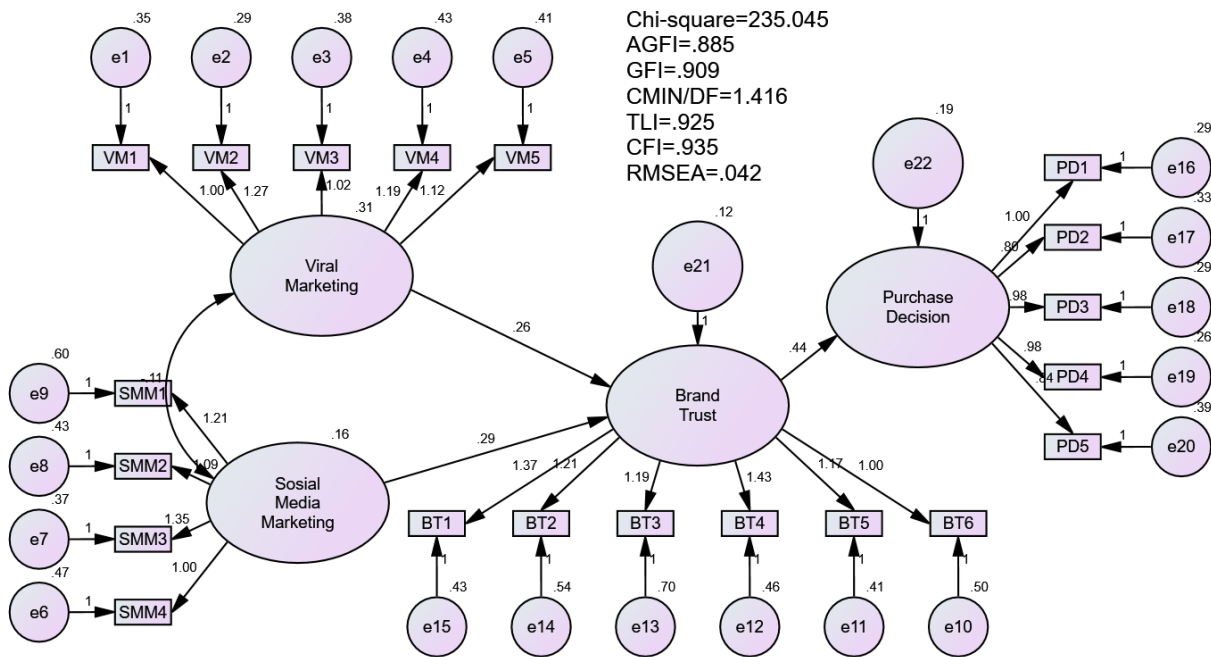 Chi-square=235.045
AGFI=.885
GFI=.909
CMIN/DF=1.416
TLI=.925
CFI=.935
RMSEA=.042
.35
.29
.38
.43
.41
e1
e2
e3
e4
e5
1
1
1
1
1
VM1
VM2
VM3
VM4
VM5
1.00
1.27
1.02
1.19
1.12
.31
Viral
Marketing
.11
.60
e9
1
SMM1
1.21
.43
e8
1
SMM2
1.09
.37
e7
1
SMM3
1.35
.47
e6
1
SMM4
1.00
.16
Sosial
Media
Marketing
.26
.29
.12
e21
1
Brand
Trust
.44
1.37
1.21
1.19
1.43
1.17
1.00
BT1
BT2
BT3
BT4
BT5
BT6
1
1
1
1
1
1
.43
.54
.70
.46
.41
.50
e15
e14
e13
e12
e11
e10
.19
e22
1
Purchase
Decision
1.00
.80
.98
.98
.84
PD1
1
e16
.29
PD2
1
e17
.33
PD3
1
e18
.29
PD4
1
e19
.26
PD5
1
e20
.39